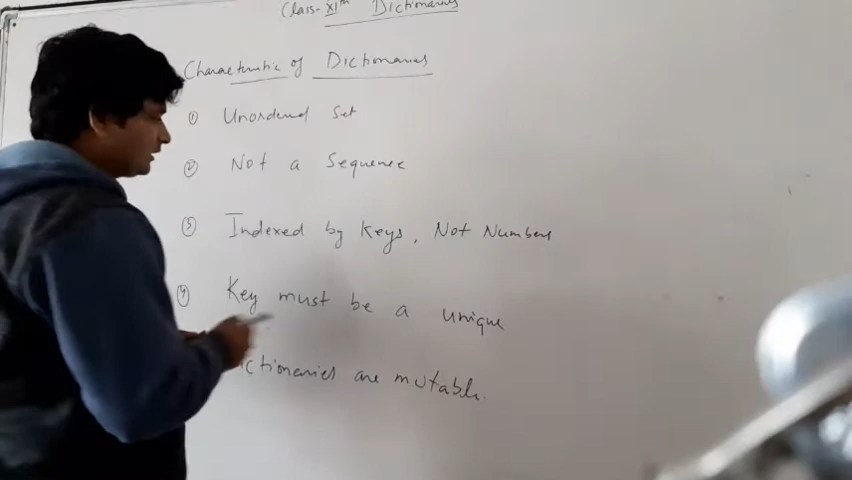 Class-XIth Dictionaries
Characteristic of Dictionaries
① Unordered Set
② Not a Sequence
③ Indexed by Keys, Not Numbers
④ Key must be a unique
ictionaries are mutable.